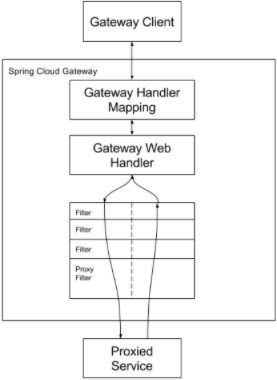 Gateway Client
Spring Cloud Gateway
Gateway Handler
Mapping
Gateway Web
Handler
Filter
Filter
Filter
Proxy
Filter
Proxied
Service